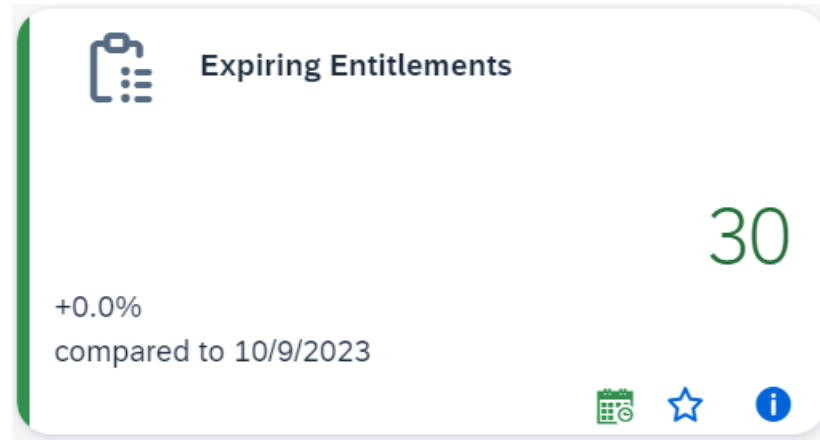 Expiring Entitlements
30
+0.0%
compared to 10/9/2023